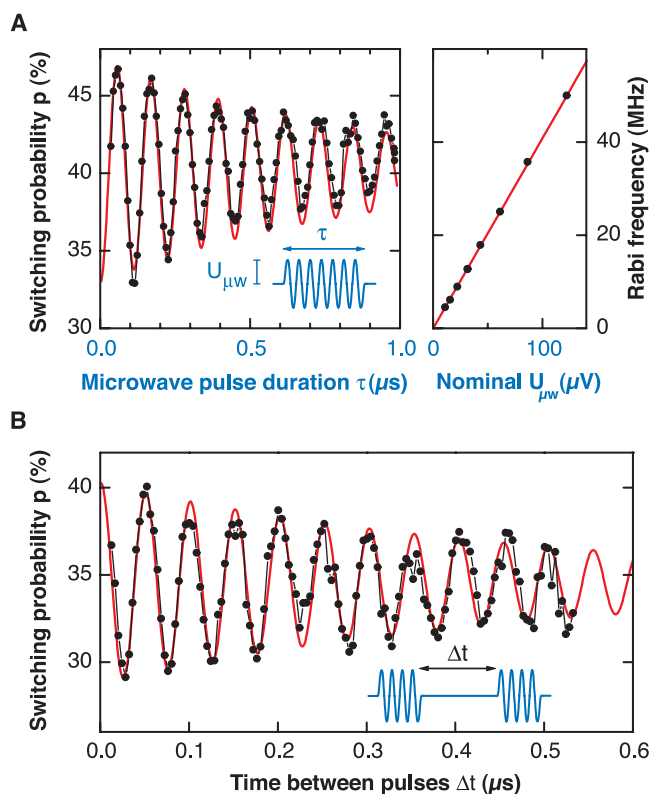 A
Switching probability p (%)
45
40
35
30
0.0
0.5
1.0
Microwave pulse duration τ (μs)
τ
Uμw
Rabi frequency (MHz)
40
20
0
0
100
Nominal Uμw (μV)
B
Switching probability p (%)
40
35
30
0.0
0.1
0.2
0.3
0.4
0.5
0.6
Δt
Time between pulses Δt (μs)